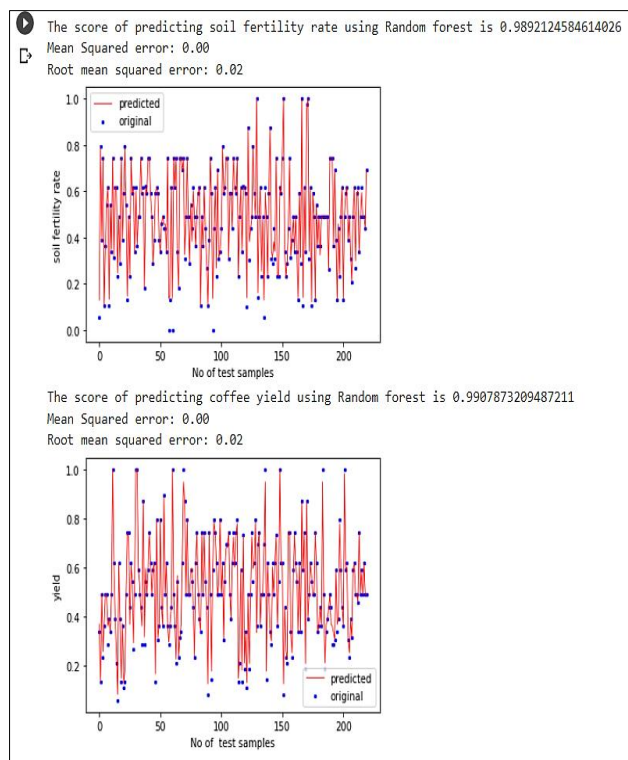 The score of predicting soil fertility rate using Random forest is 0.9892124584614026
Mean Squared error: 0.00
Root mean squared error: 0.02
predicted
original
1.0
0.8
0.6
0.4
0.2
0.0
soil fertility rate
0 50 100 150 200
No of test samples
The score of predicting coffee yield using Random forest is 0.9907873209487211
Mean Squared error: 0.00
Root mean squared error: 0.02
1.0
0.8
0.6
0.4
0.2
yield
predicted
original
0 50 100 150 200
No of test samples